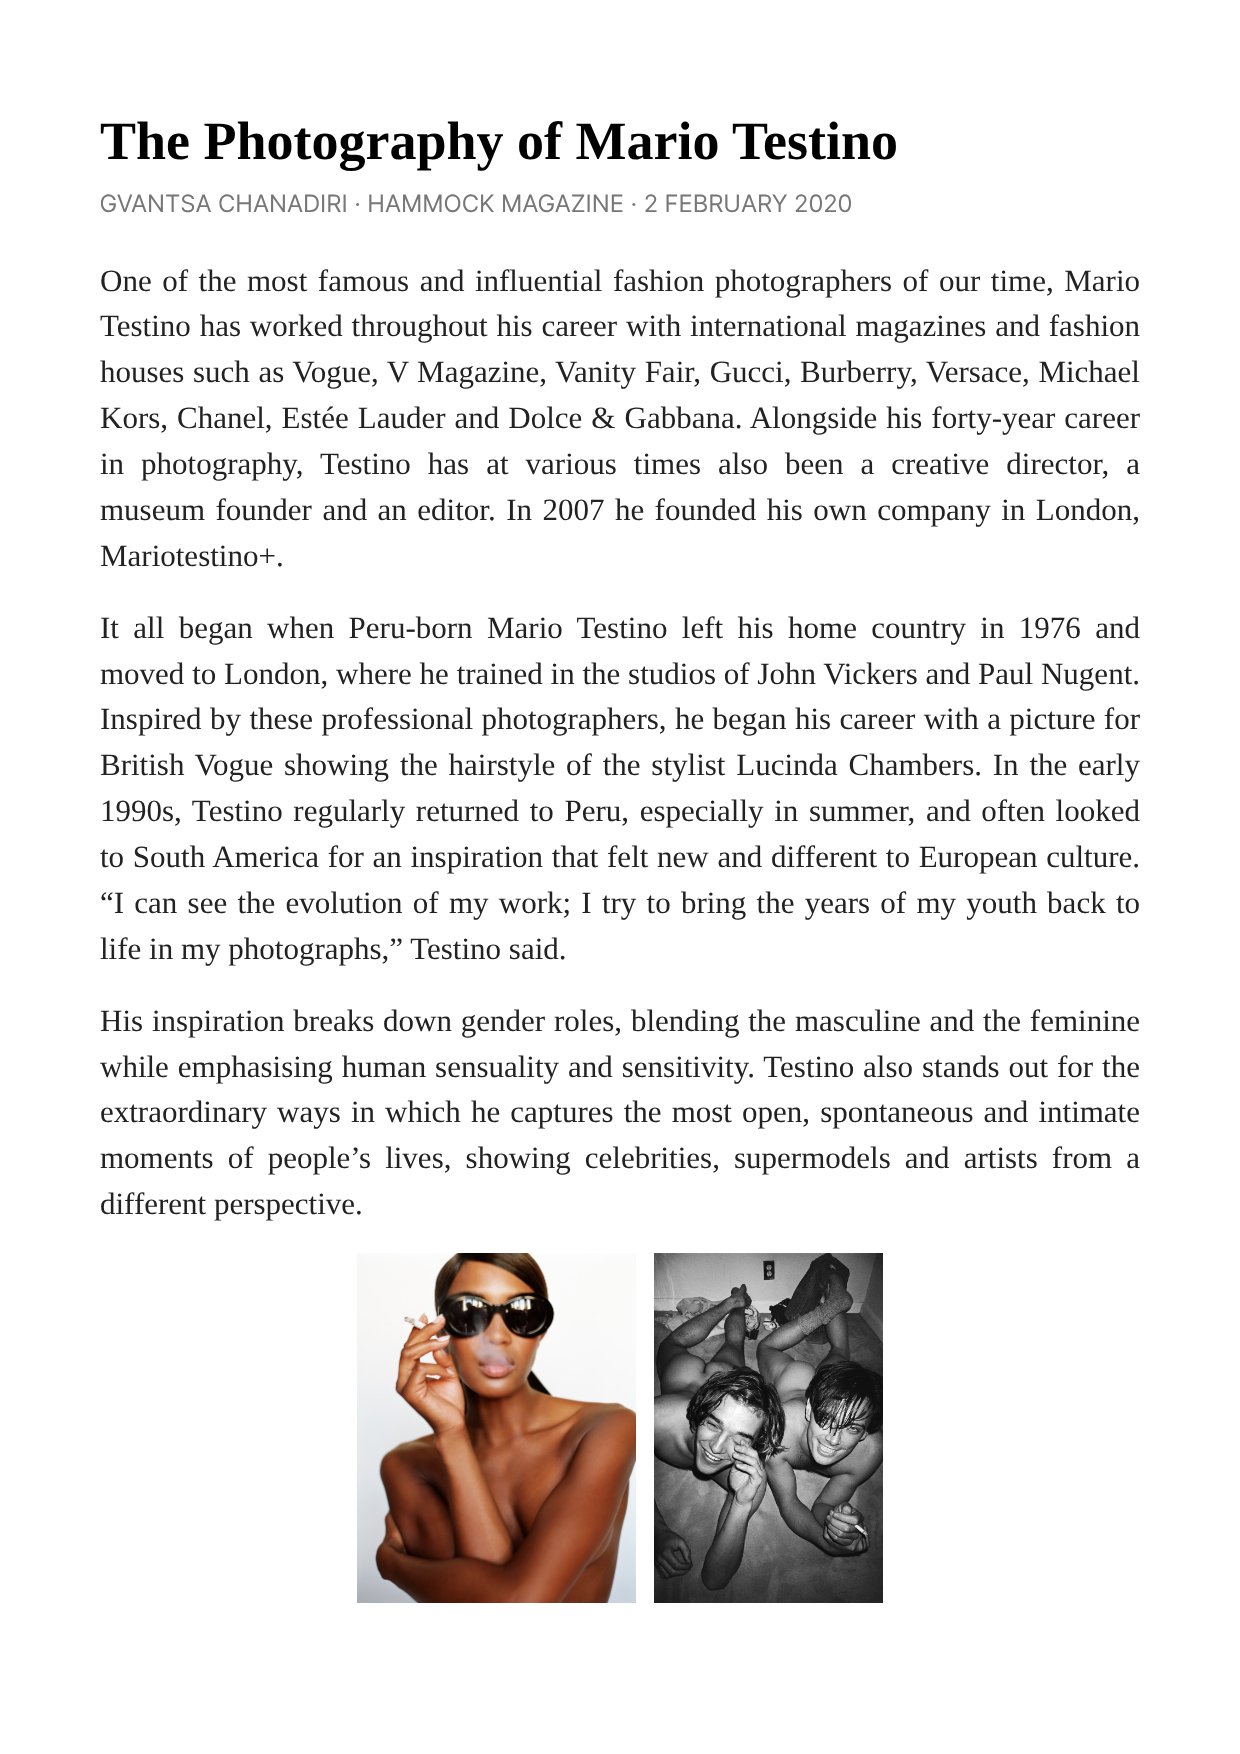 The Photography of Mario Testino
GVANTSA CHANADIRI · HAMMOCK MAGAZINE · 2 FEBRUARY 2020
One of the most famous and influential fashion photographers of our time, Mario
Testino has worked throughout his career with international magazines and fashion
houses such as Vogue, V Magazine, Vanity Fair, Gucci, Burberry, Versace, Michael
Kors, Chanel, Estée Lauder and Dolce & Gabbana. Alongside his forty-year career
in photography, Testino has at various times also been a creative director, a
museum founder and an editor. In 2007 he founded his own company in London,
Mariotestino+.
It all began when Peru-born Mario Testino left his home country in 1976 and
moved to London, where he trained in the studios of John Vickers and Paul Nugent.
Inspired by these professional photographers, he began his career with a picture for
British Vogue showing the hairstyle of the stylist Lucinda Chambers. In the early
1990s, Testino regularly returned to Peru, especially in summer, and often looked
to South America for an inspiration that felt new and different to European culture.
“I can see the evolution of my work; I try to bring the years of my youth back to
life in my photographs,” Testino said.
His inspiration breaks down gender roles, blending the masculine and the feminine
while emphasising human sensuality and sensitivity. Testino also stands out for the
extraordinary ways in which he captures the most open, spontaneous and intimate
moments of people’s lives, showing celebrities, supermodels and artists from a
different perspective.